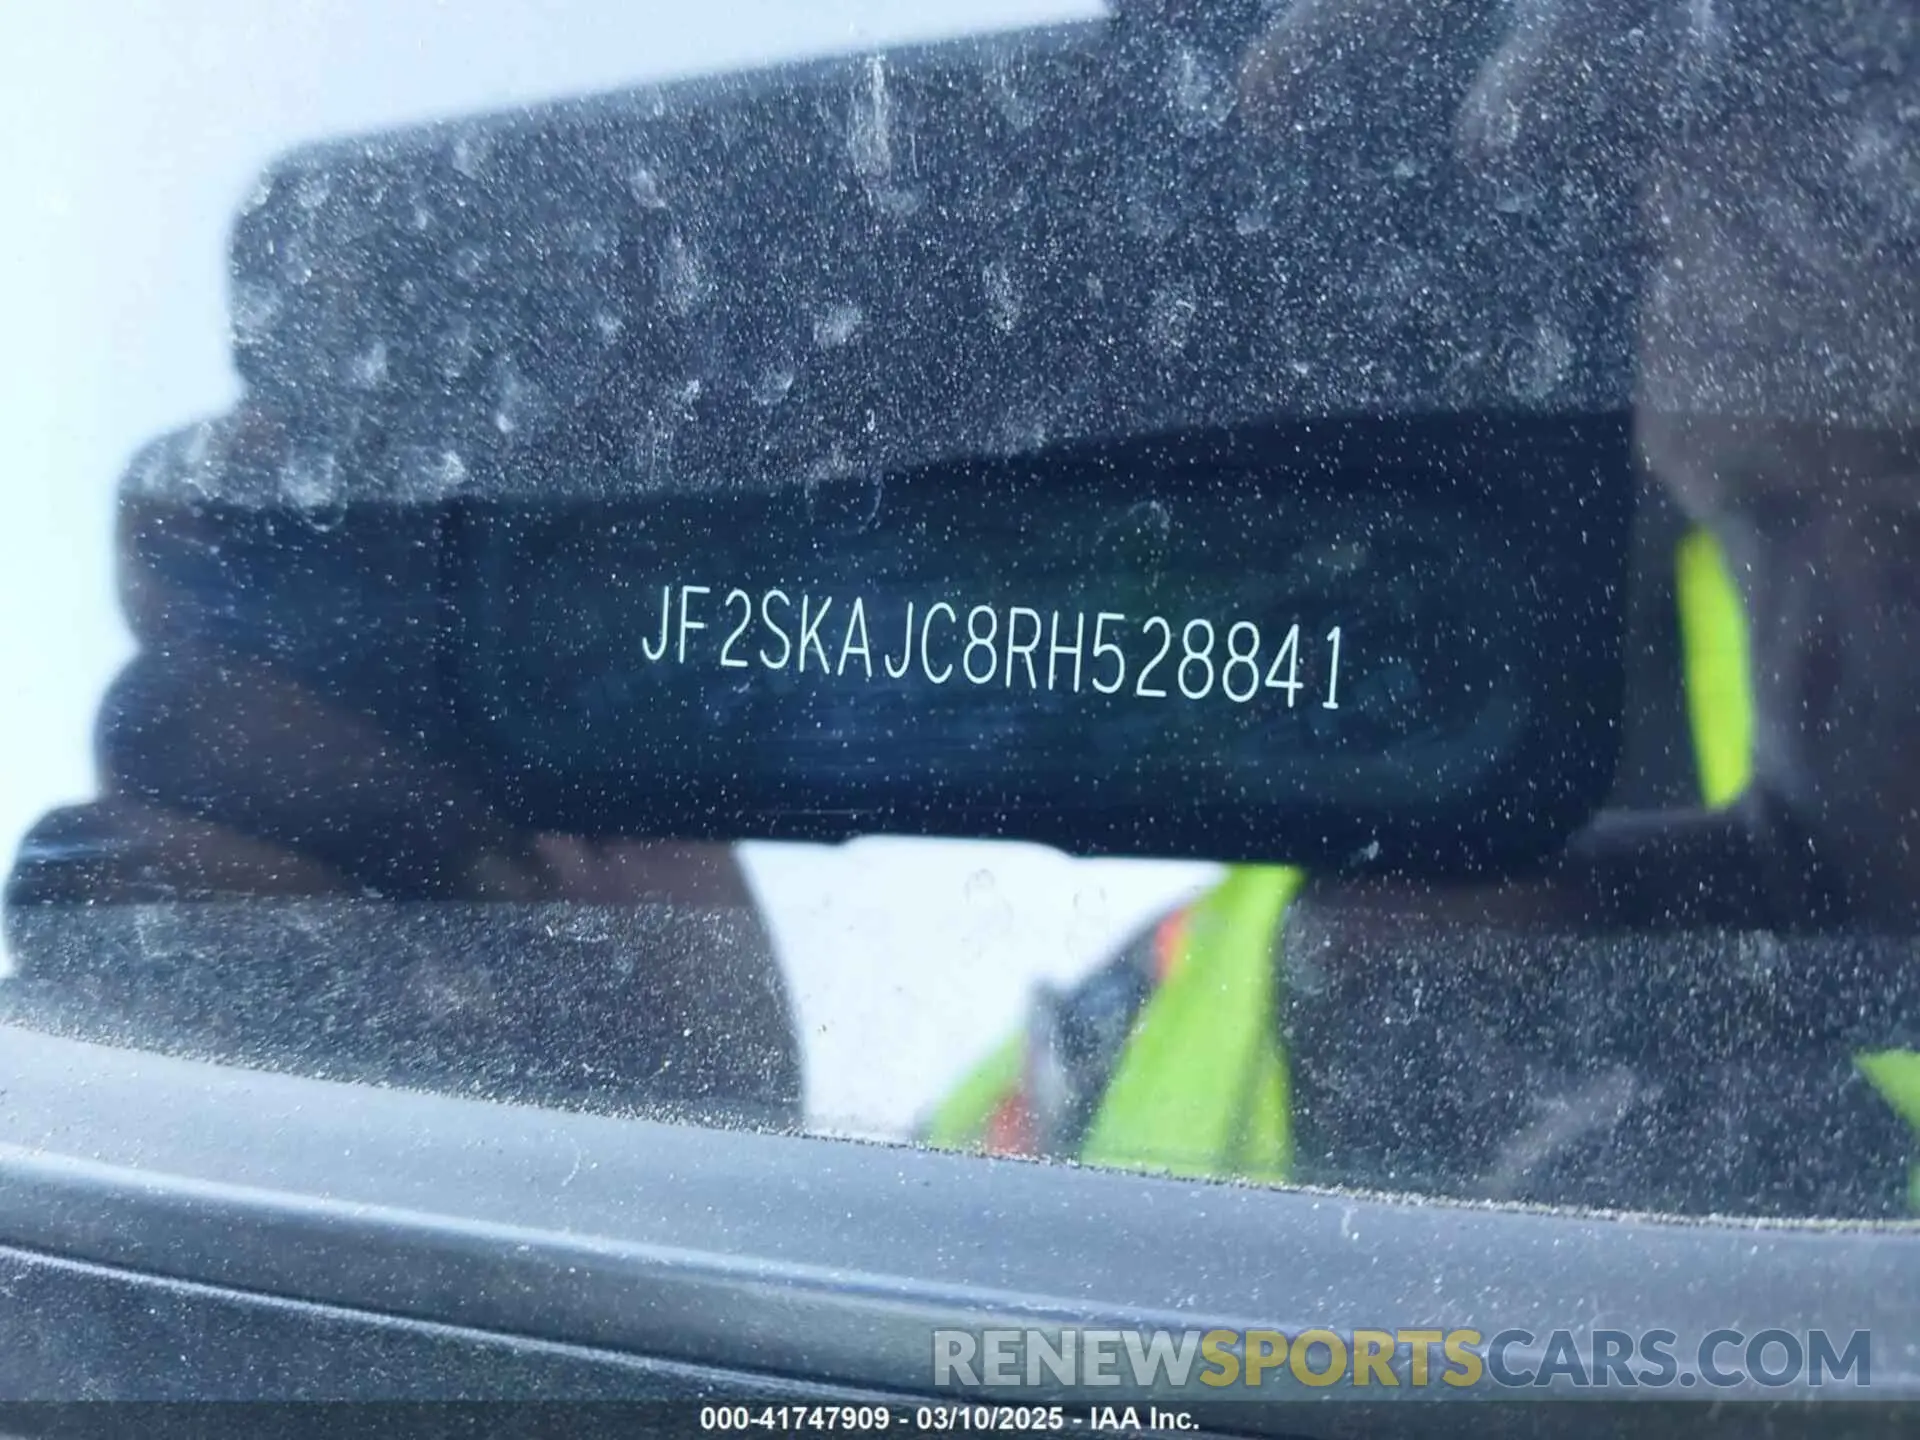 JF2SKAJC8RH528841
RENEWSPORTSCARS.COM
000-41747909 - 03/10/2025 - IAA Inc.